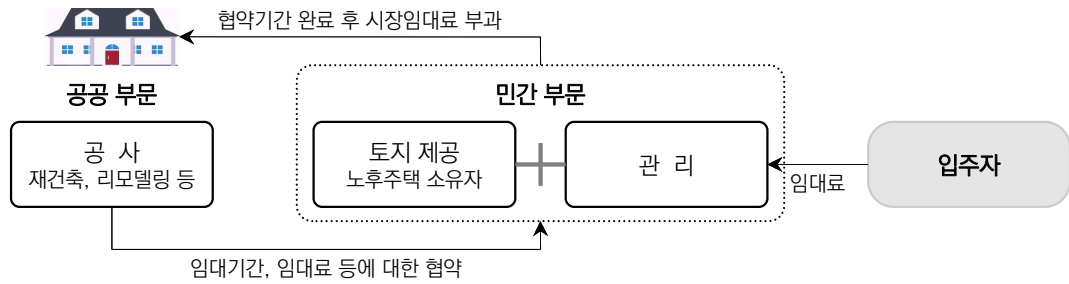 협약기간 완료 후 시장임대료 부과
공공 부문
민간 부문
공 사
재건축, 리모델링 등
토지 제공
노후주택 소유자
관 리
입주자
임대료
임대기간, 임대료 등에 대한 협약